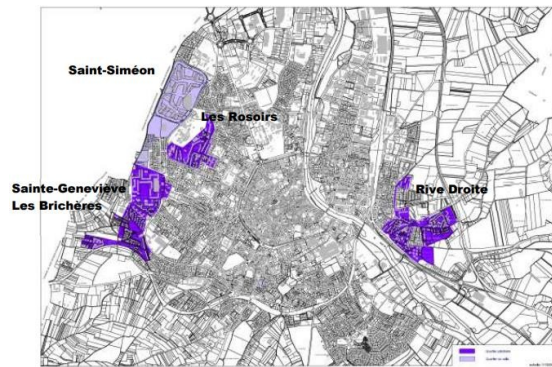 Saint-Siméon
Les Rosoirs
Sainte-Geneviève
Les Brichères
Rive Droite